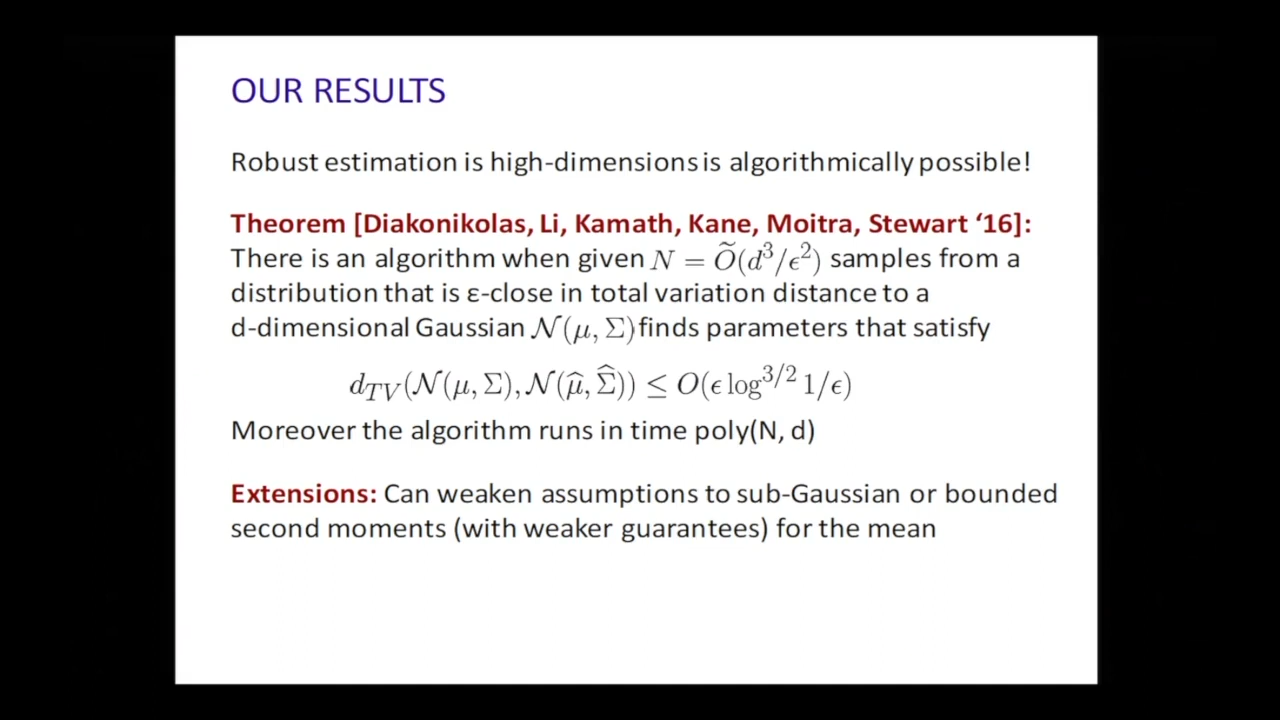 OUR RESULTS
Robust estimation is high-dimensions is algorithmically possible!
Theorem [Diakonikolas, Li, Kamath, Kane, Moitra, Stewart ‘16]:
There is an algorithm when given N = Õ(d³/ϵ²) samples from a
distribution that is ε-close in total variation distance to a
d-dimensional Gaussian 𝒩(μ, Σ) finds parameters that satisfy
d_{TV}(𝒩(μ, Σ), 𝒩(μ̂, Σ̂)) ≤ O(ϵ log^{3/2} 1/ϵ)
Moreover the algorithm runs in time poly(N, d)
Extensions: Can weaken assumptions to sub-Gaussian or bounded
second moments (with weaker guarantees) for the mean